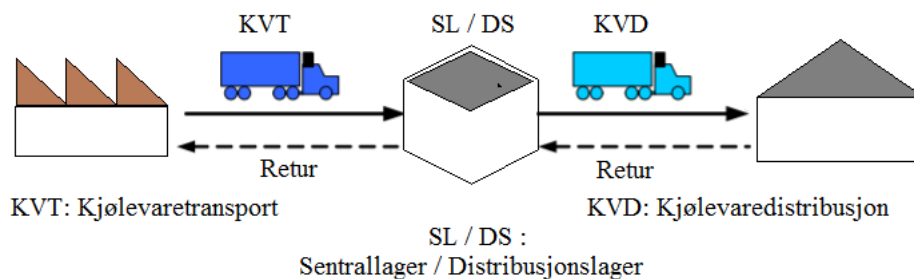 KVT
SL / DS
KVD
Retur
Retur
KVT: Kjølevaretransport
KVD: Kjølevaredistribusjon
SL / DS :
Sentrallager / Distribusjonslager